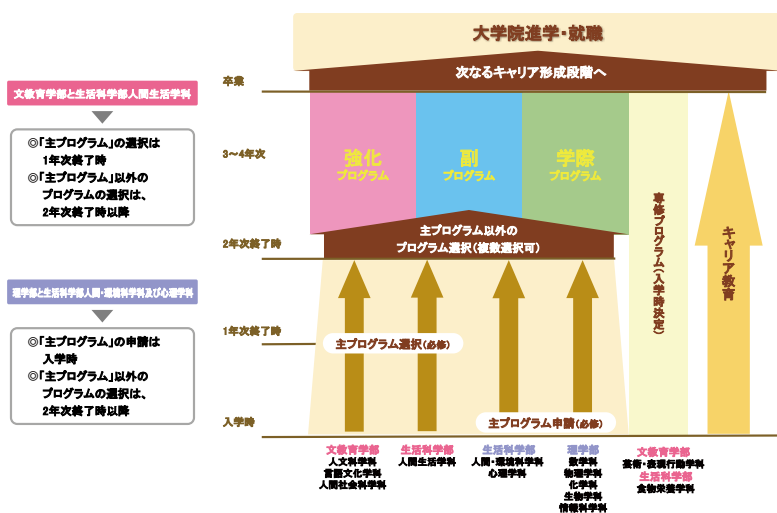 大学院進学・就職
次なるキャリア形成段階へ
卒業
文教育学部と生活科学部人間生活学科
◎「主プログラム」の選択は
1年次終了時
◎「主プログラム」以外の
プログラムの選択は、
2年次終了時以降
3〜4年次
強化
プログラム
副
プログラム
学際
プログラム
専修プログラム(入学時決定)
キャリア教育
主プログラム以外の
プログラム選択(複数選択可)
2年次終了時
理学部と生活科学部人間・環境科学科及び心理学科
◎「主プログラム」の申請は
入学時
◎「主プログラム」以外の
プログラムの選択は、
2年次終了時以降
1年次終了時
主プログラム選択(必修)
入学時
主プログラム申請(必修)
文教育学部
人文科学科
言語文化学科
人間社会科学科
生活科学部
人間生活学科
生活科学部
人間・環境科学科
心理学科
理学部
数学科
物理学科
化学科
生物学科
情報科学科
文教育学部
芸術・表現行動学科
生活科学部
食物栄養学科